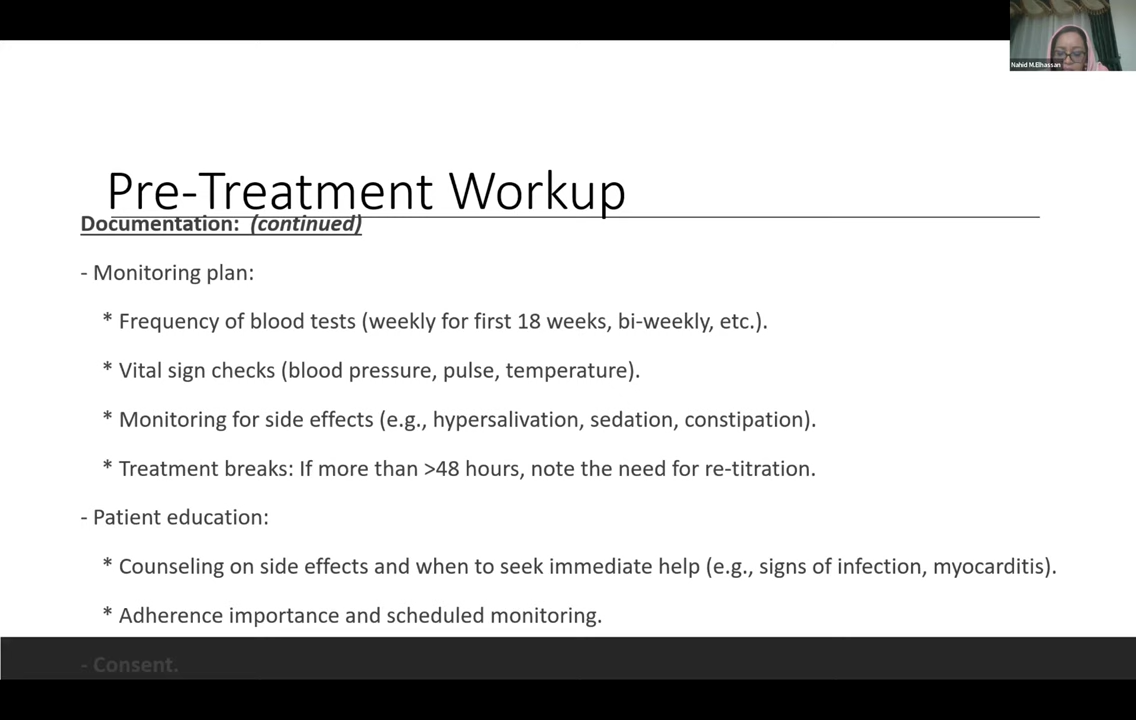 Nahid M.Elhassan
Pre-Treatment Workup
Documentation: (continued)
- Monitoring plan:
* Frequency of blood tests (weekly for first 18 weeks, bi-weekly, etc.).
* Vital sign checks (blood pressure, pulse, temperature).
* Monitoring for side effects (e.g., hypersalivation, sedation, constipation).
* Treatment breaks: If more than >48 hours, note the need for re-titration.
- Patient education:
* Counseling on side effects and when to seek immediate help (e.g., signs of infection, myocarditis).
* Adherence importance and scheduled monitoring.
- Consent.